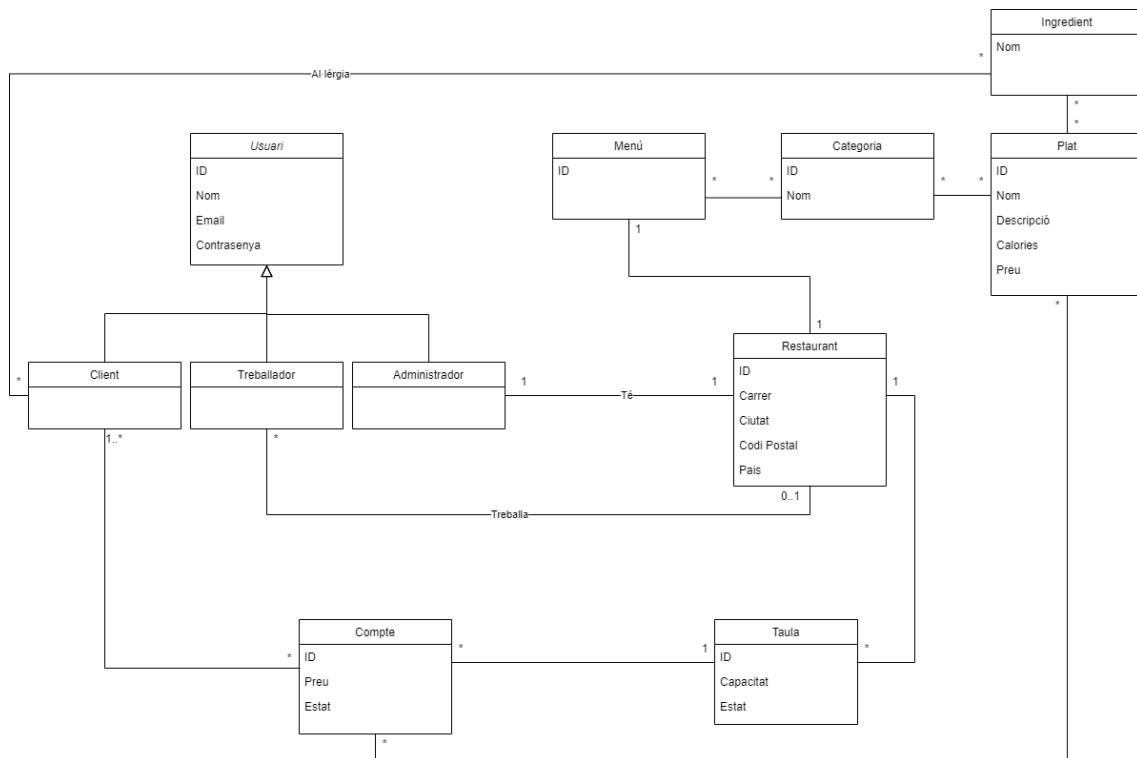 Ingredient
Nom
*
Al·lérgia
*
*
Usuari
ID
Nom
Email
Contrasenya
Menú
ID
*
1
Categoria
ID
Nom
*
*
Plat
ID
Nom
Descripció
Calories
Preu
*
*
Client
*
1..*
Treballador
*
Administrador
1
Té
1
Restaurant
ID
Carrer
Ciutat
Codi Postal
Pais
1
1
0..1
Treballa
Compte
ID
Preu
Estat
*
*
*
Taula
ID
Capacitat
Estat
1
*